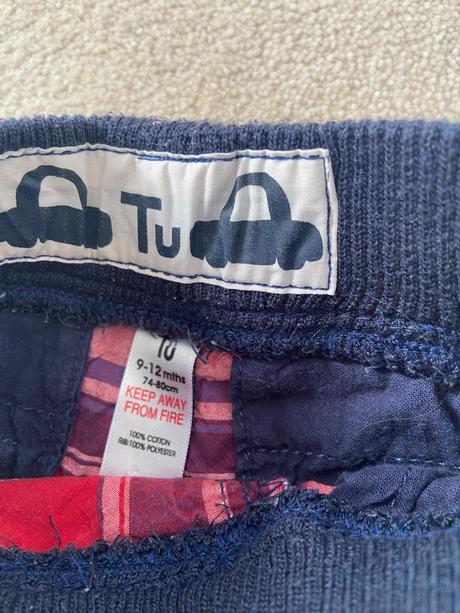 Tu
Tu
9-12 mths
74-80cm
KEEP AWAY
FROM FIRE
100% COTTON
RIB:100% POLYESTER